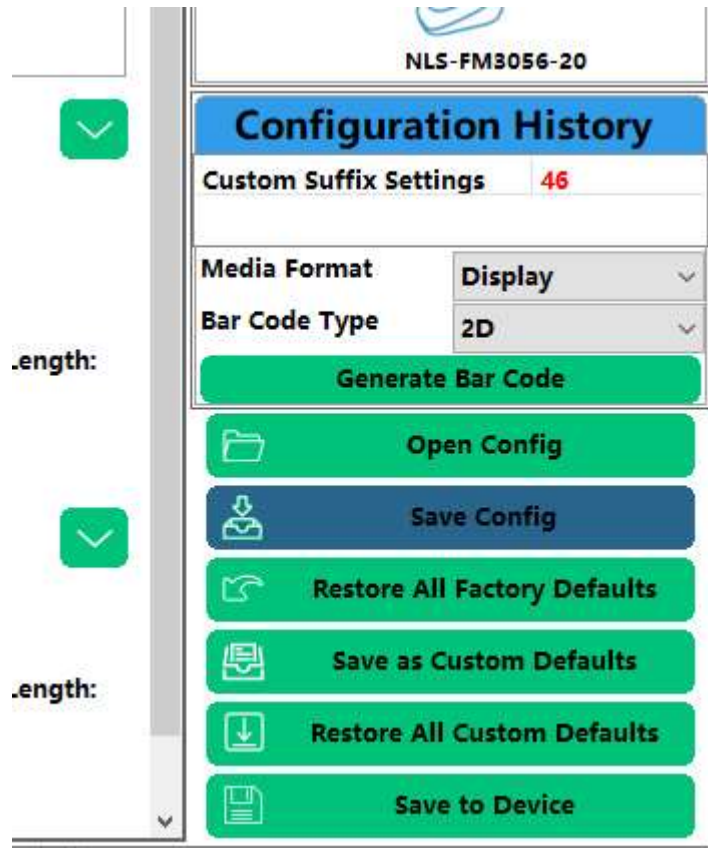 NLS-FM3056-20
Configuration History
Custom Suffix Settings 46
Media Format Display
Bar Code Type 2D
Length:
Generate Bar Code
Open Config
Save Config
Restore All Factory Defaults
Save as Custom Defaults
Length:
Restore All Custom Defaults
Save to Device